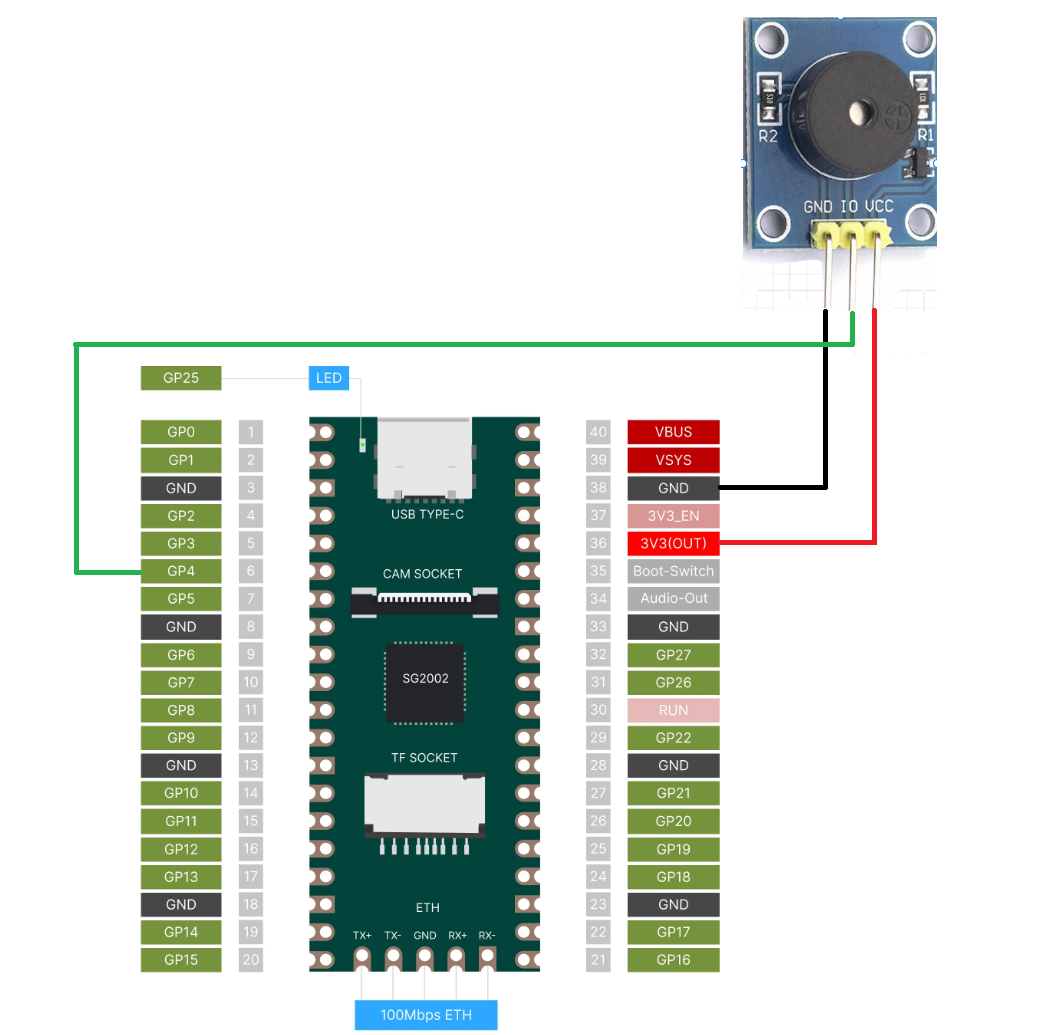 R2
R1
GND IO VCC
GP25
LED
GP0 1
40 VBUS
GP1 2
39 VSYS
GND 3
38 GND
GP2 4
USB TYPE-C
37 3V3_EN
GP3 5
36 3V3(OUT)
GP4 6
CAM SOCKET
35 Boot-Switch
GP5 7
34 Audio-Out
GND 8
33 GND
GP6 9
32 GP27
GP7 10
SG2002
31 GP26
GP8 11
30 RUN
GP9 12
29 GP22
GND 13
TF SOCKET
28 GND
GP10 14
27 GP21
GP11 15
26 GP20
GP12 16
25 GP19
GP13 17
24 GP18
GND 18
ETH
23 GND
GP14 19
TX+ TX- GND RX+ RX-
22 GP17
GP15 20
21 GP16
100Mbps ETH